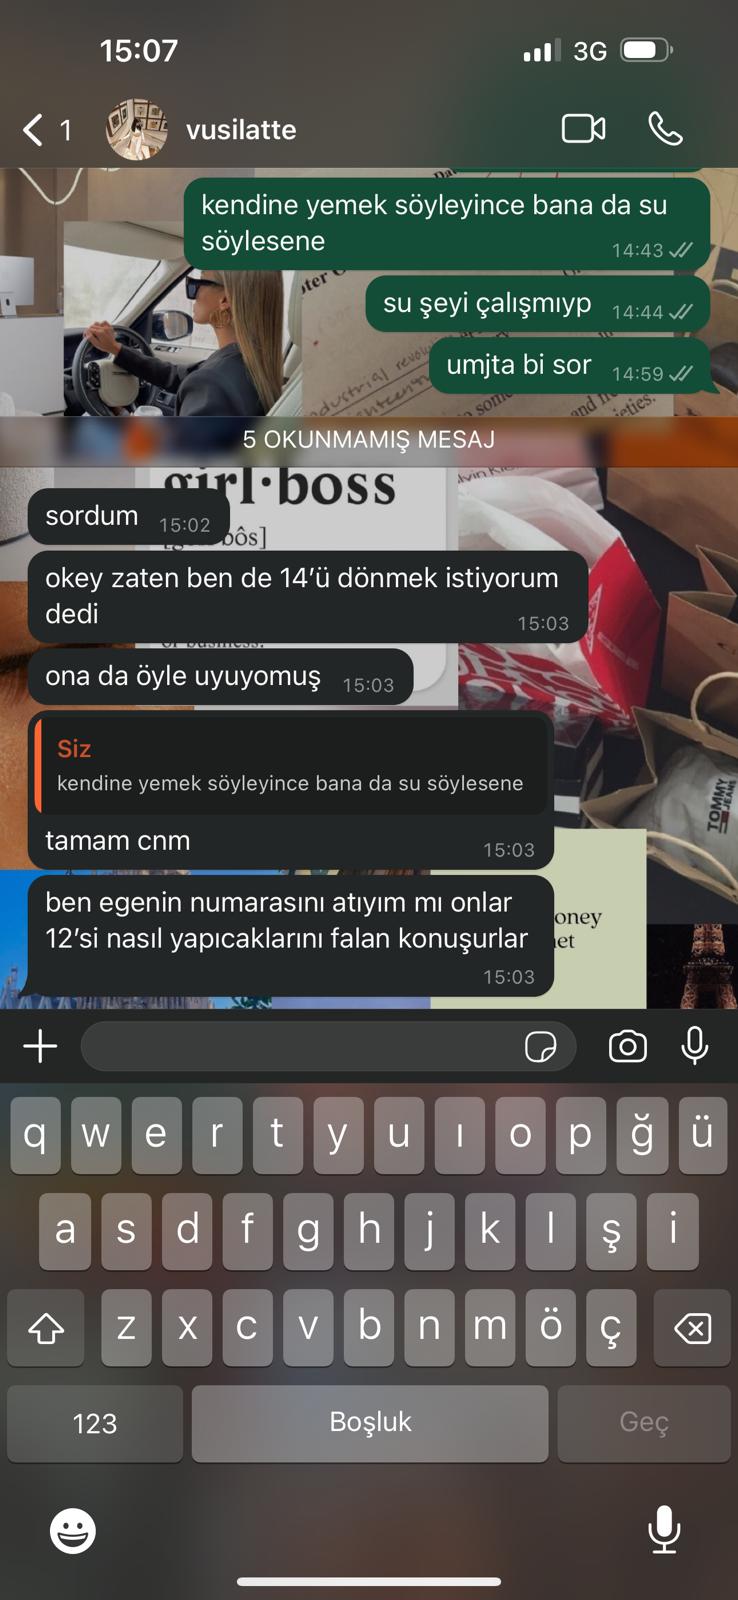 15:07
3G
1
vusilatte
kendine yemek söyleyince bana da su
söylesene
14:43
su şeyi çalışmıyp
14:44
umjta bi sor
14:59
5 OKUNMAMIŞ MESAJ
girl·boss
sordum
15:02
okey zaten ben de 14’ü dönmek istiyorum
dedi
15:03
ona da öyle uyuyomuş
15:03
Siz
kendine yemek söyleyince bana da su söylesene
tamam cnm
15:03
TOMMY
JEANS
ben egenin numarasını atıyım mı onlar
12’si nasıl yapıcaklarını falan konuşurlar
15:03
q w e r t y u ı o p ğ ü
a s d f g h j k l ş i
z x c v b n m ö ç
123
Boşluk
Geç